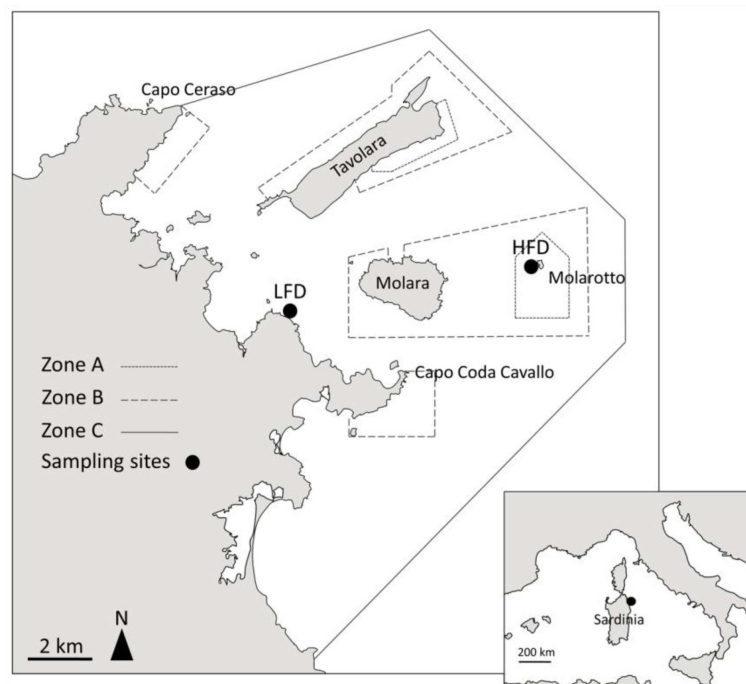 Capo Ceraso
Tavolara
HFD
Molarotto
Molara
LFD
Capo Coda Cavallo
Zone A
Zone B
Zone C
Sampling sites
N
2 km
Sardinia
200 km